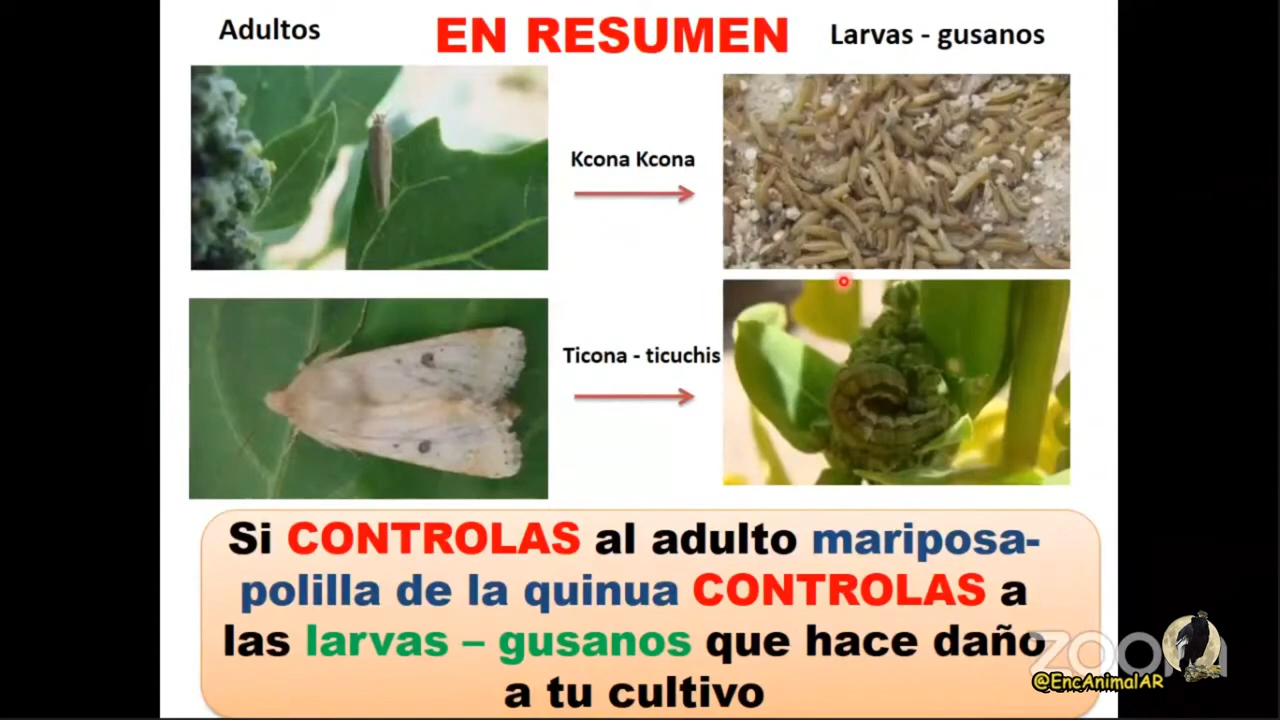 Adultos
EN RESUMEN
Larvas - gusanos
Kcona Kcona
Ticona - ticuchis
Si CONTROLAS al adulto mariposa-
polilla de la quinua CONTROLAS a
las larvas – gusanos que hace daño
a tu cultivo
zoom
@EncAnimalAR